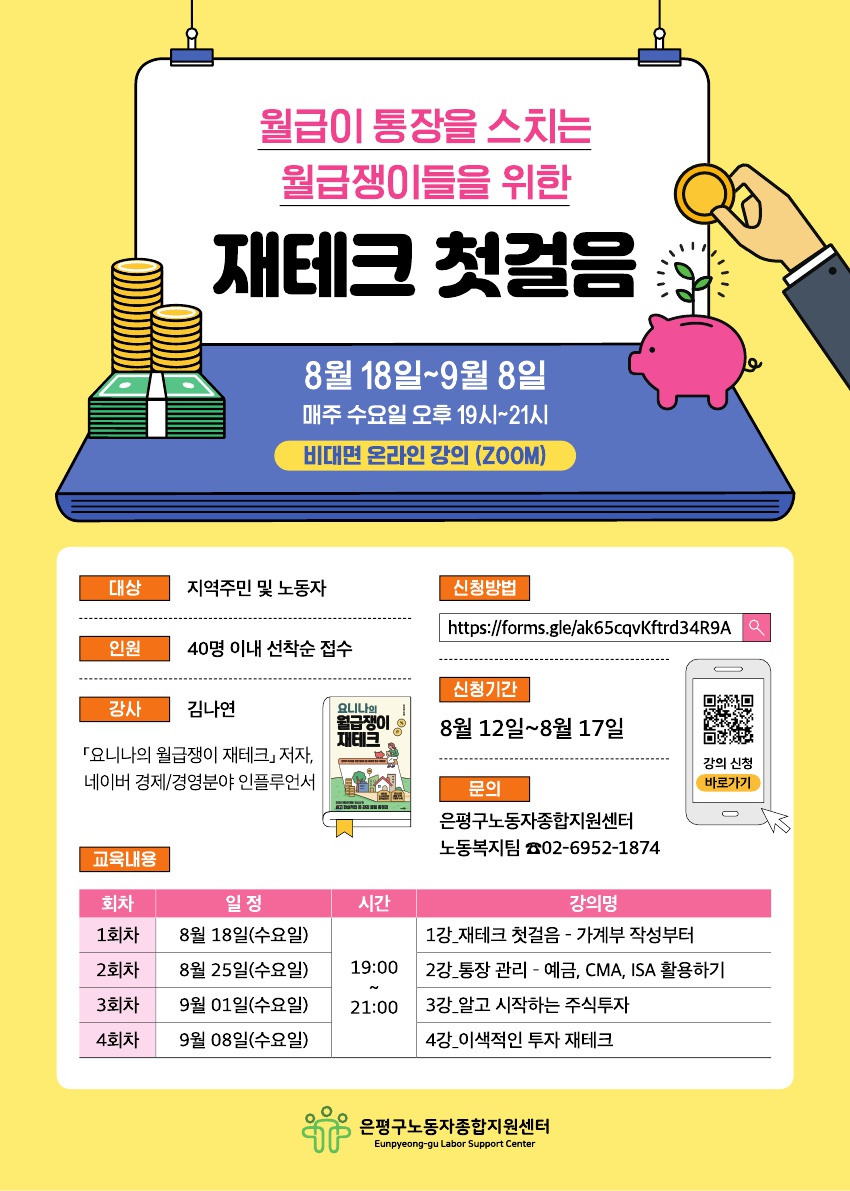 월급이 통장을 스치는
월급쟁이들을 위한
재테크 첫걸음
8월 18일~9월 8일
매주 수요일 오후 19시~21시
비대면 온라인 강의 (ZOOM)
대상 지역주민 및 노동자
인원 40명 이내 선착순 접수
강사 김나연
「요니나의 월급쟁이 재테크」 저자,
네이버 경제/경영분야 인플루언서
요니나의
월급쟁이
재테크
신청방법
https://forms.gle/ak65cqvKftrd34R9A
신청기간
8월 12일~8월 17일
문의
은평구노동자종합지원센터
노동복지팀 ☎02-6952-1874
강의 신청
바로가기
교육내용
회차 일 정 시간 강의명
1회차 8월 18일(수요일) 1강_재테크 첫걸음 - 가계부 작성부터
2회차 8월 25일(수요일) 2강_통장 관리 - 예금, CMA, ISA 활용하기
19:00
~
21:00
3회차 9월 01일(수요일) 3강_알고 시작하는 주식투자
4회차 9월 08일(수요일) 4강_이색적인 투자 재테크
은평구노동자종합지원센터
Eunpyeong-gu Labor Support Center